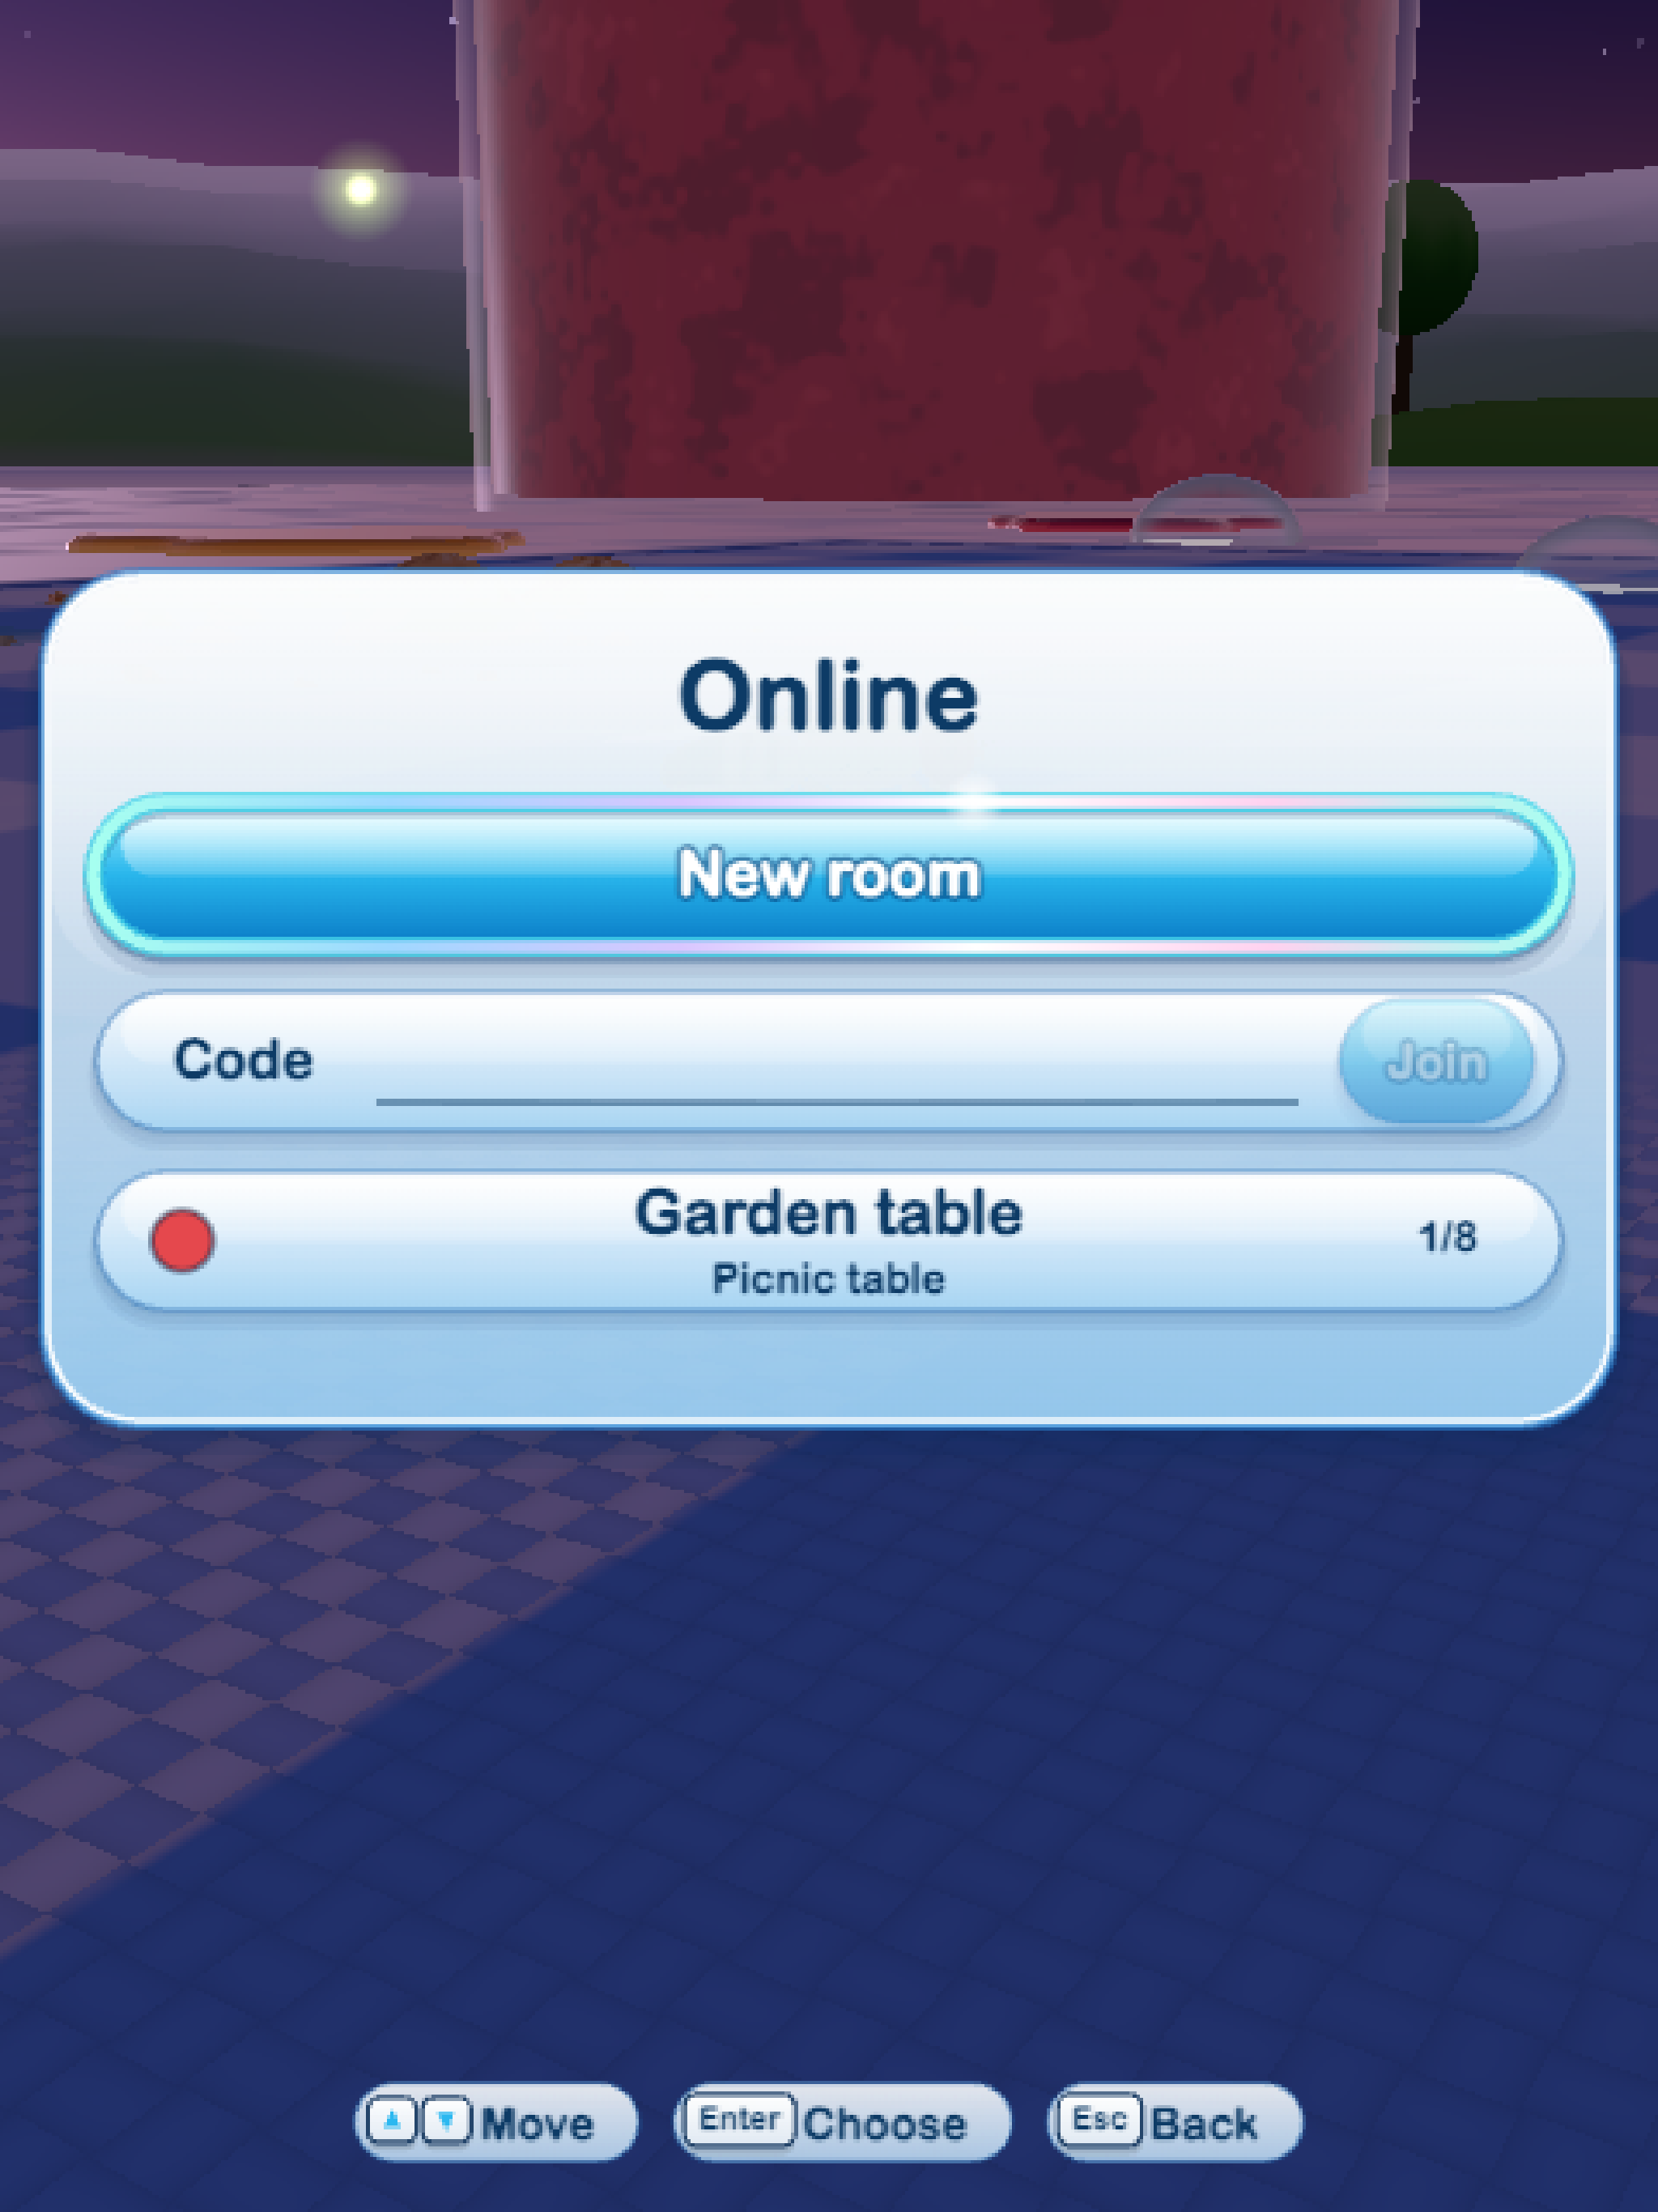 Online
New room
Code
Join
Garden table
Picnic table
1/8
▲ ▼ Move
Enter Choose
Esc Back